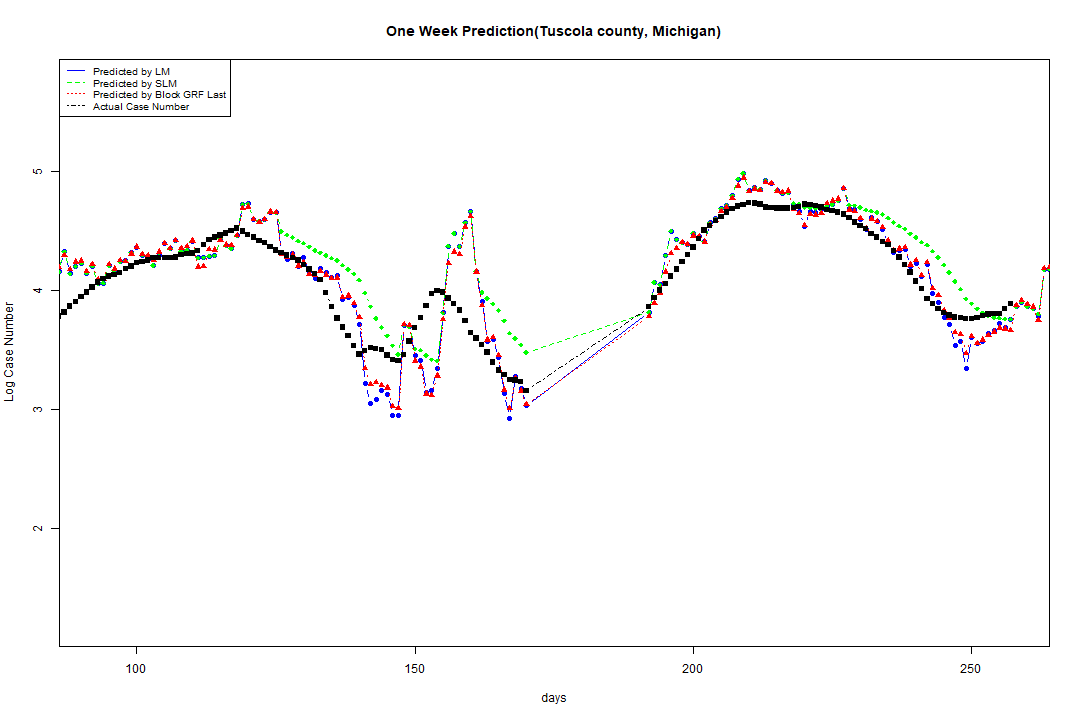 One Week Prediction(Tuscola county, Michigan)
Predicted by LM
Predicted by SLM
Predicted by Block GRF Last
Actual Case Number
5
4
3
2
Log Case Number
100 150 200 250
days